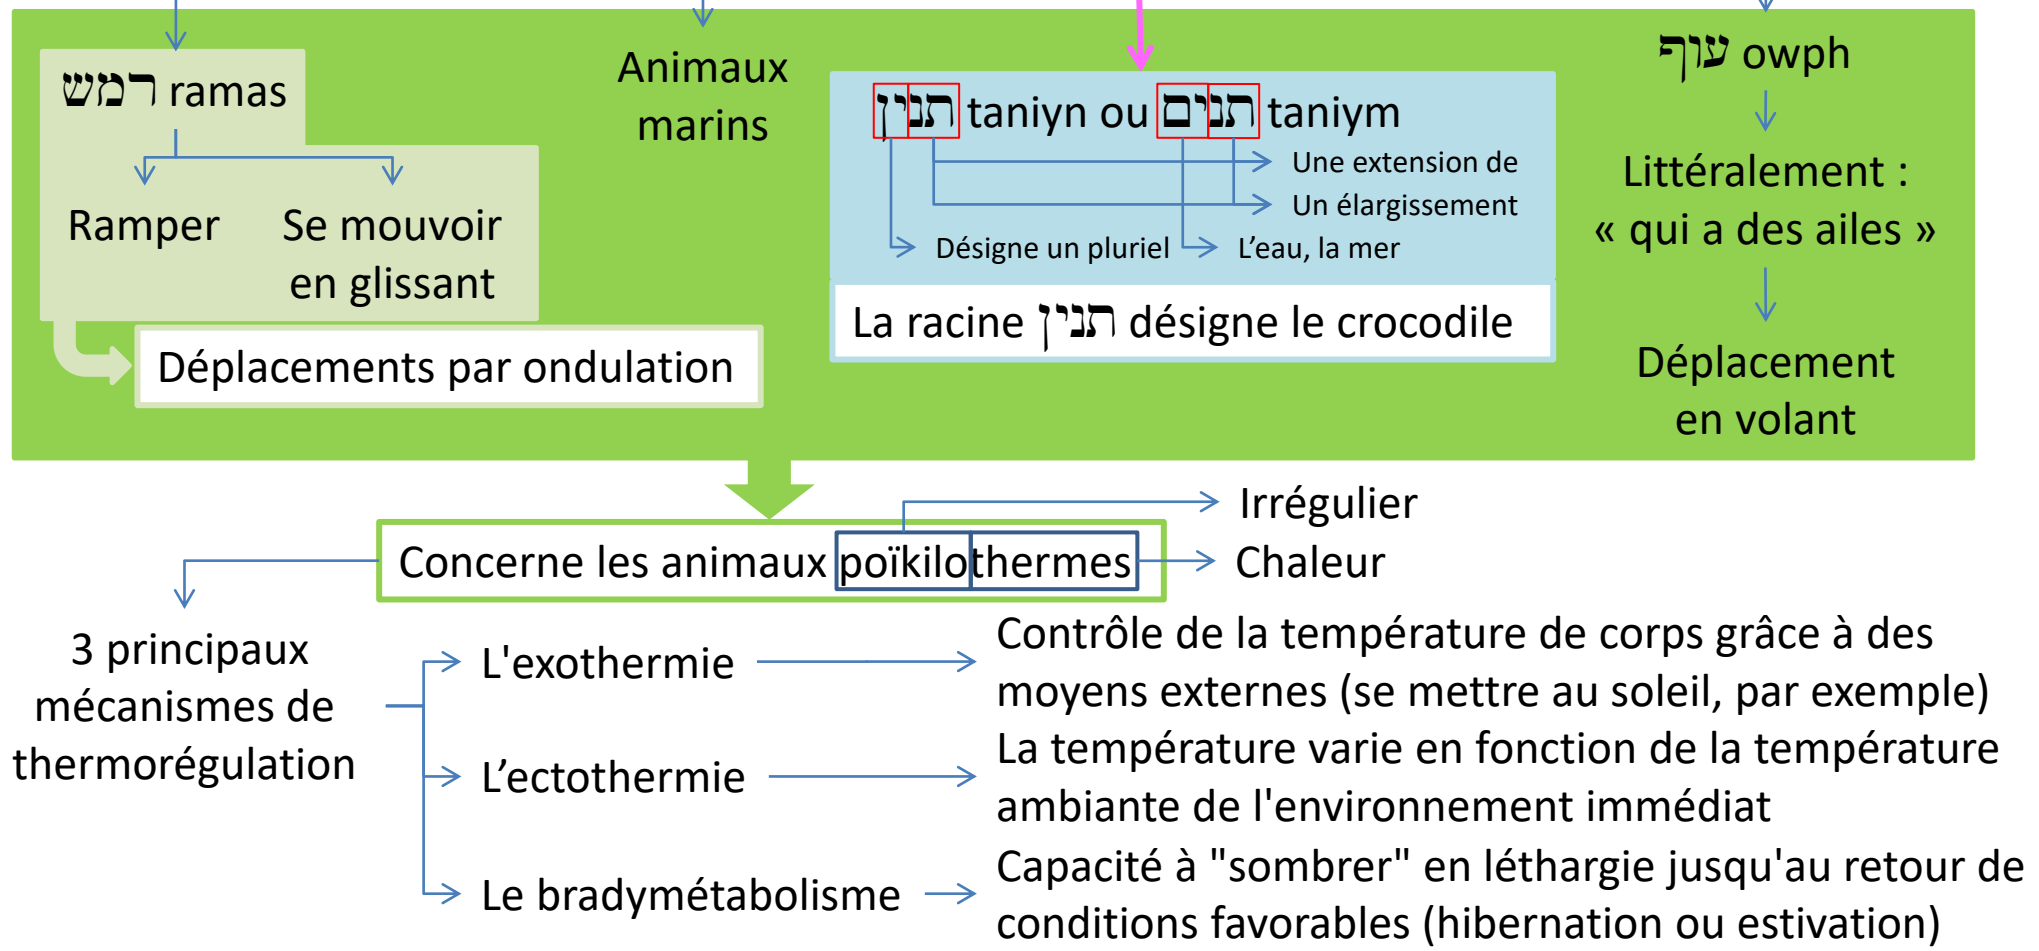 רמש ramas
Ramper
Se mouvoir
en glissant
Déplacements par ondulation
Animaux
marins
תנין taniyn ou תנים taniym
Une extension de
Un élargissement
Désigne un pluriel
L’eau, la mer
La racine תנין désigne le crocodile
עוף owph
Littéralement :
« qui a des ailes »
Déplacement
en volant
Concerne les animaux poïkilothermes
Irrégulier
Chaleur
3 principaux
mécanismes de
thermorégulation
L'exothermie
Contrôle de la température de corps grâce à des
moyens externes (se mettre au soleil, par exemple)
L’ectothermie
La température varie en fonction de la température
ambiante de l'environnement immédiat
Le bradymétabolisme
Capacité à "sombrer" en léthargie jusqu'au retour de
conditions favorables (hibernation ou estivation)